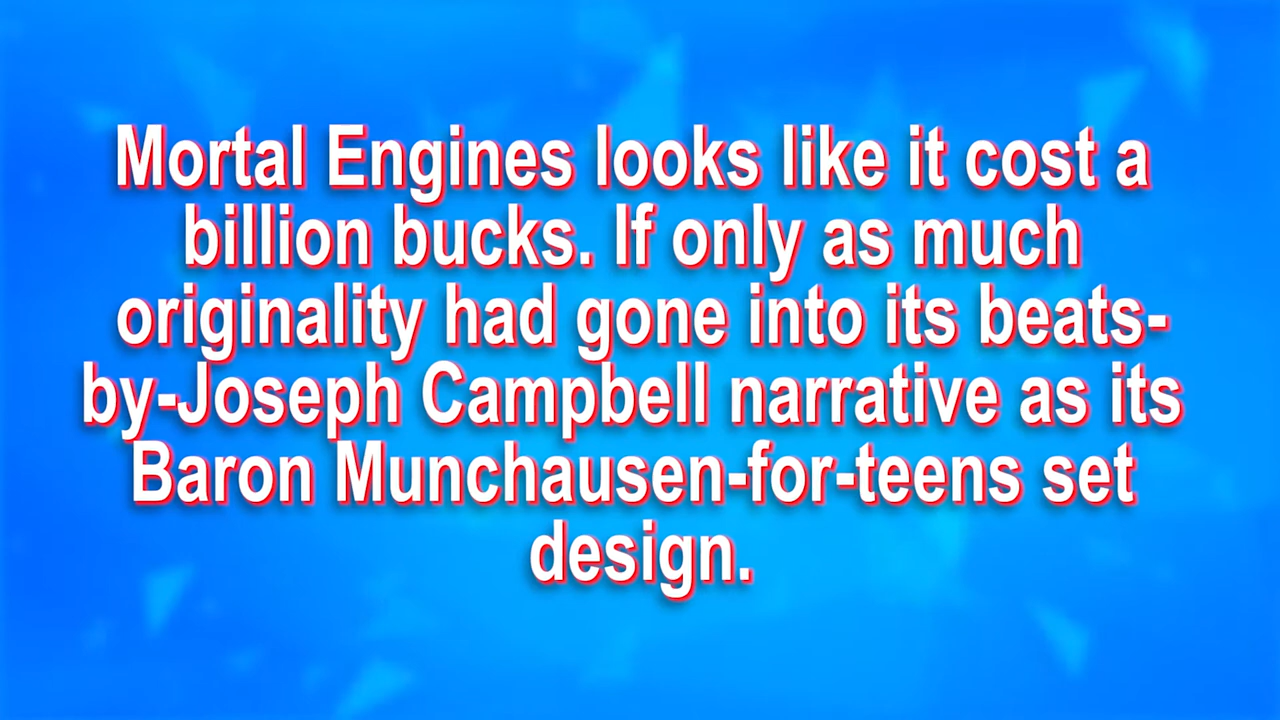 Mortal Engines looks like it cost a
billion bucks. If only as much
originality had gone into its beats-
by-Joseph Campbell narrative as its
Baron Munchausen-for-teens set
design.